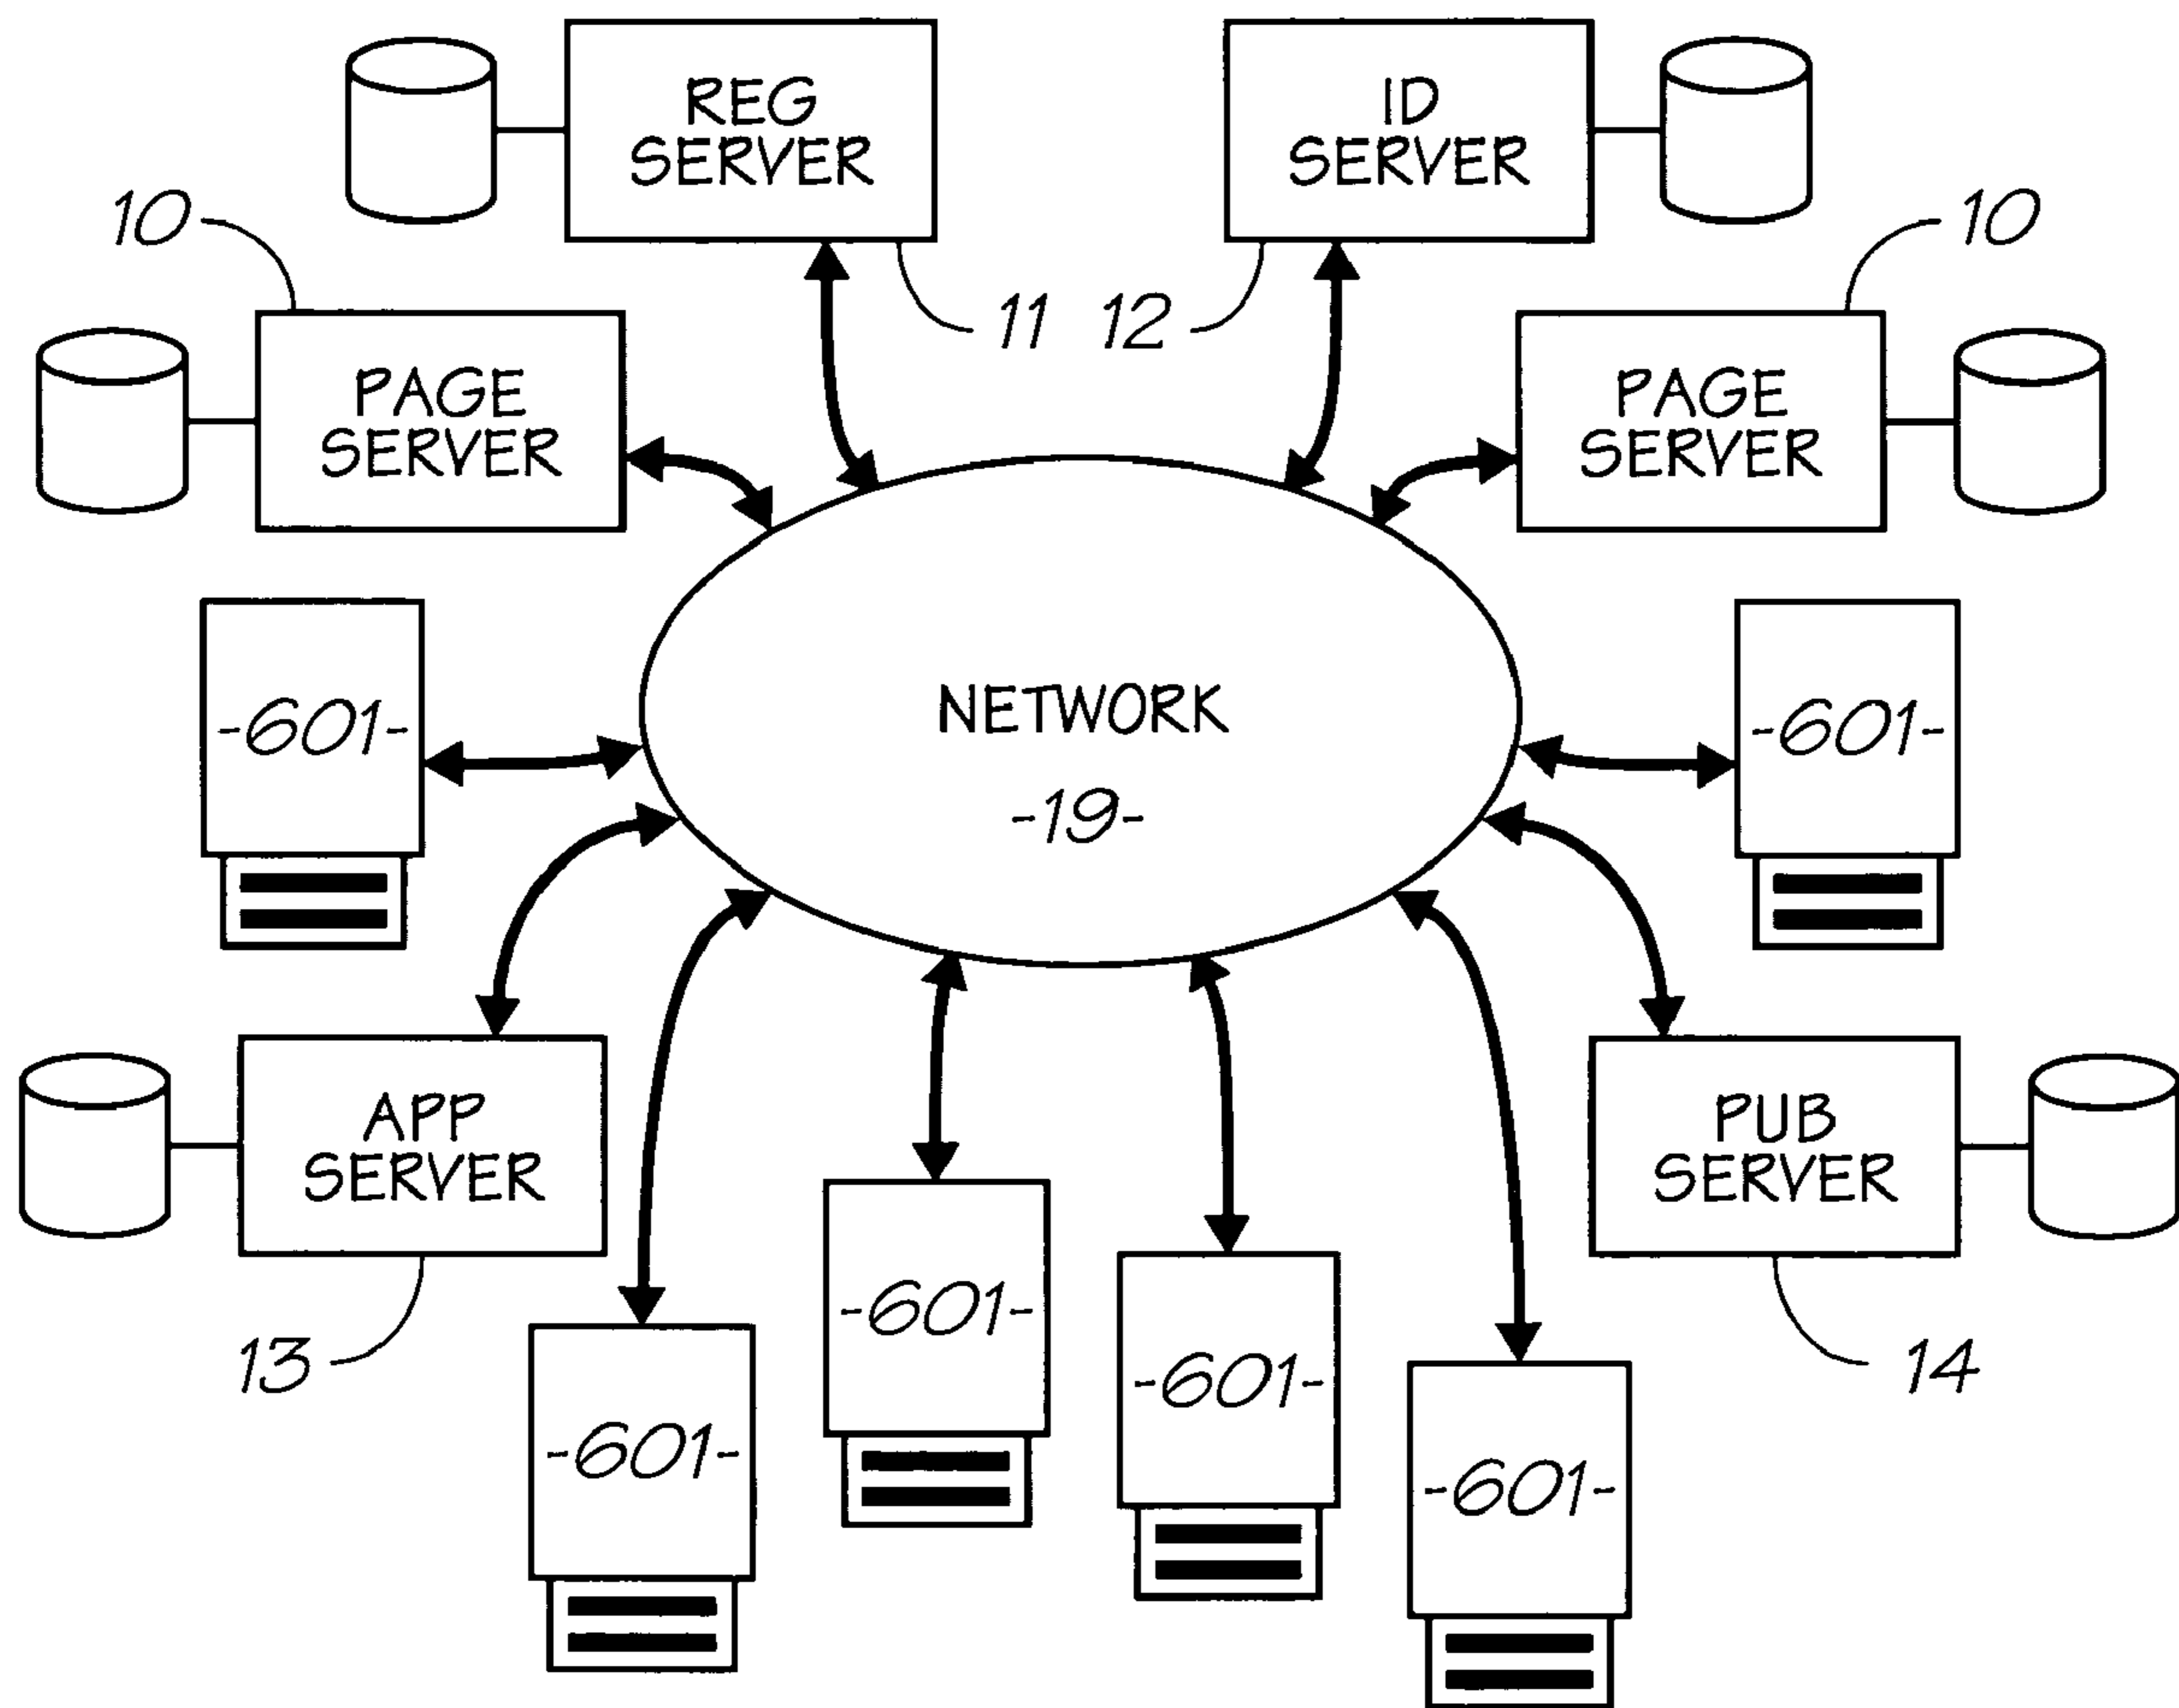 REG
SERVER
ID
SERVER
10
10
11
12
PAGE
SERVER
PAGE
SERVER
-601-
NETWORK
-19-
-601-
APP
SERVER
PUB
SERVER
13
-601-
-601-
-601-
-601-
14